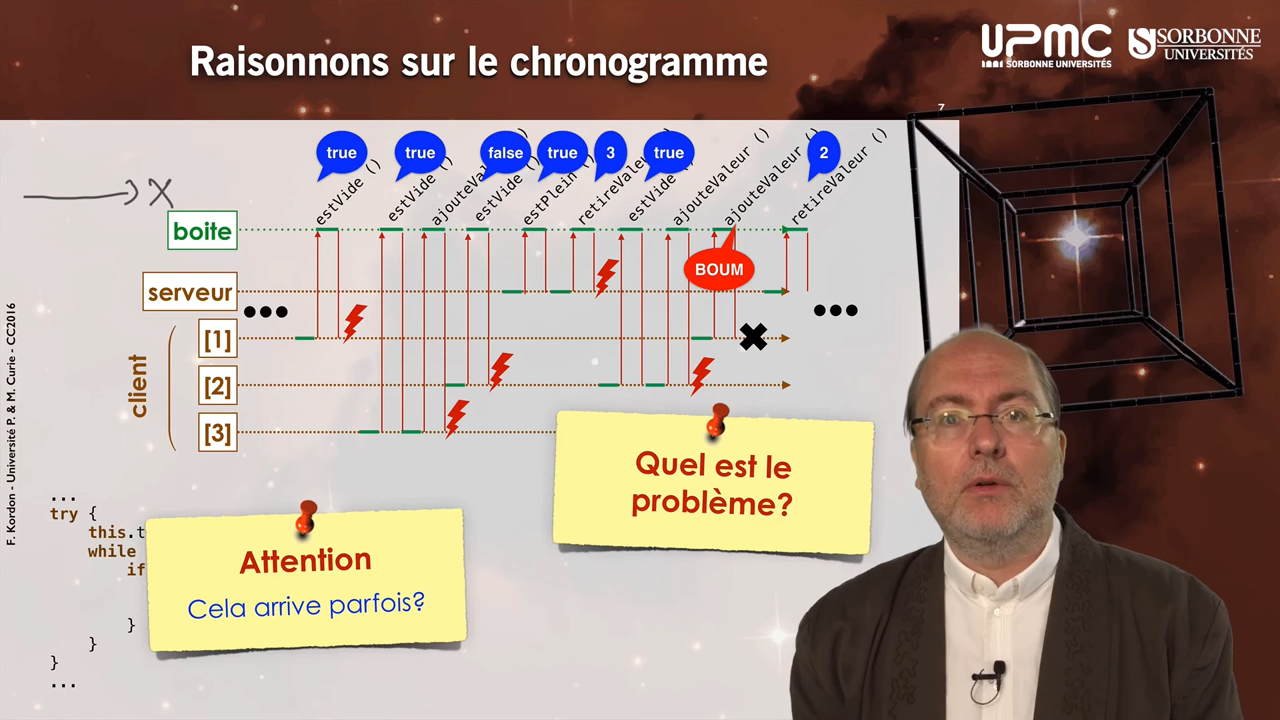 Raisonnons sur le chronogramme
UPMC
SORBONNE UNIVERSITÉS
SORBONNE
UNIVERSITÉS
7
true
true
false
true
3
true
2
estVide ()
estVide ()
estVide ()
estPlein ()
estVide ()
ajouteValeur ()
ajouteValeur ()
retireValeur ()
X
boite
BOUM
serveur
client
[1]
[2]
[3]
F. Kordon - Université P. & M. Curie - CC2016
Quel est le
problème?
Attention
Cela arrive parfois?
...
try {
this.t
while
if
}
}
}
...